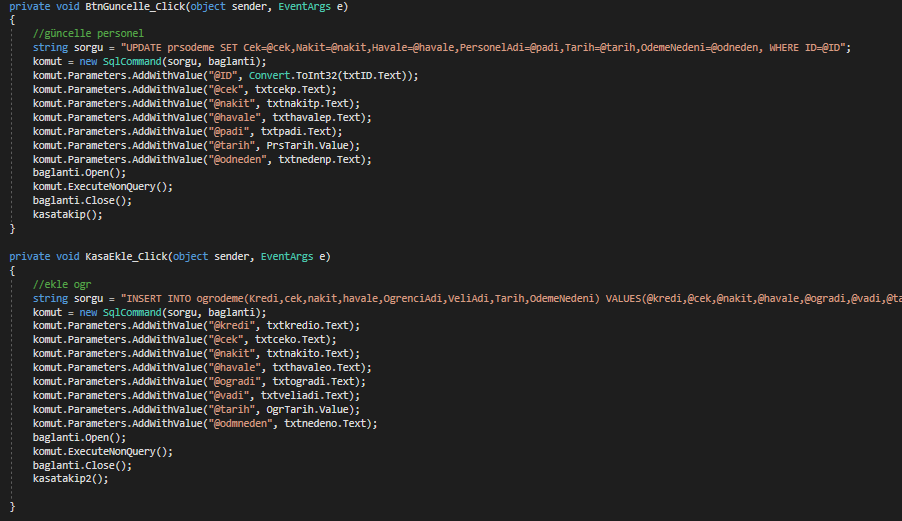 private void BtnGuncelle_Click(object sender, EventArgs e)
{
//güncelle personel
string sorgu = "UPDATE prsodeme SET Cek=@cek,Nakit=@nakit,Havale=@havale,PersonelAdi=@padi,Tarih=@tarih,OdemeNedeni=@odneden, WHERE ID=@ID";
komut = new SqlCommand(sorgu, baglanti);
komut.Parameters.AddWithValue("@ID", Convert.ToInt32(txtID.Text));
komut.Parameters.AddWithValue("@cek", txtcekp.Text);
komut.Parameters.AddWithValue("@nakit", txtnakitp.Text);
komut.Parameters.AddWithValue("@havale", txthavalep.Text);
komut.Parameters.AddWithValue("@padi", txtpadi.Text);
komut.Parameters.AddWithValue("@tarih", PrsTarih.Value);
komut.Parameters.AddWithValue("@odneden", txtnedenp.Text);
baglanti.Open();
komut.ExecuteNonQuery();
baglanti.Close();
kasatakip();
}
private void KasaEkle_Click(object sender, EventArgs e)
{
//ekle ogr
string sorgu = "INSERT INTO ogrodeme(Kredi,cek,nakit,havale,OgrenciAdi,VeliAdi,Tarih,OdemeNedeni) VALUES(@kredi,@cek,@nakit,@havale,@ogradi,@vadi,@ta
komut = new SqlCommand(sorgu, baglanti);
komut.Parameters.AddWithValue("@kredi", txtkredio.Text);
komut.Parameters.AddWithValue("@cek", txtceko.Text);
komut.Parameters.AddWithValue("@nakit", txtnakito.Text);
komut.Parameters.AddWithValue("@havale", txthavaleo.Text);
komut.Parameters.AddWithValue("@ogradi", txtogradi.Text);
komut.Parameters.AddWithValue("@vadi", txtveliadi.Text);
komut.Parameters.AddWithValue("@tarih", OgrTarih.Value);
komut.Parameters.AddWithValue("@odmneden", txtnedeno.Text);
baglanti.Open();
komut.ExecuteNonQuery();
baglanti.Close();
kasatakip2();
}